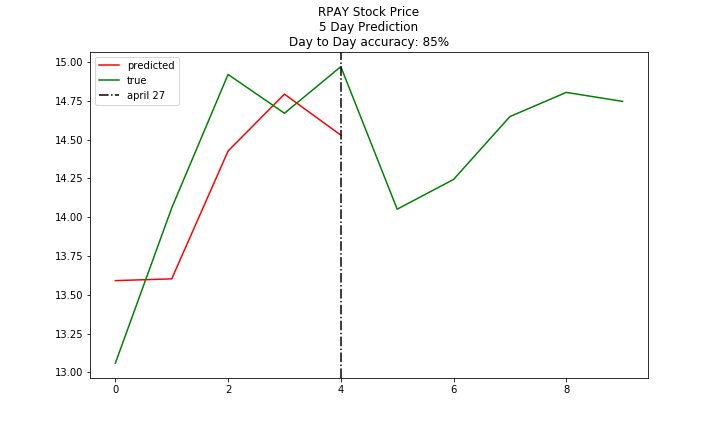 RPAY Stock Price
5 Day Prediction
Day to Day accuracy: 85%
predicted
true
april 27
15.00
14.75
14.50
14.25
14.00
13.75
13.50
13.25
13.00
0 2 4 6 8